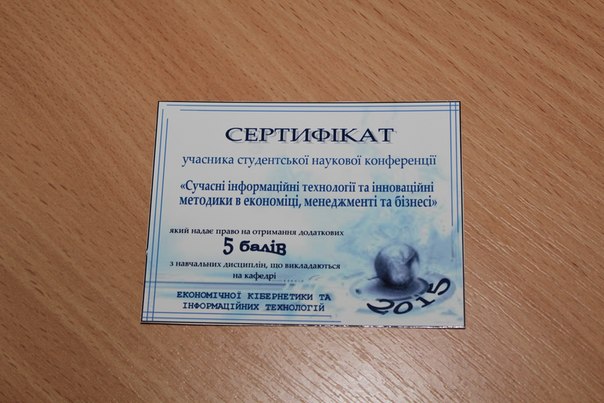 СЕРТИФІКАТ
учасника студентської наукової конференції
«Сучасні інформаційні технології та інноваційні
методики в економіці, менеджменті та бізнесі»
який надає право на отримання додаткових
5 балів
з навчальних дисциплін, що викладаються
на кафедрі
ЕКОНОМІЧНОЇ КІБЕРНЕТИКИ ТА
ІНФОРМАЦІЙНИХ ТЕХНОЛОГІЙ
2015